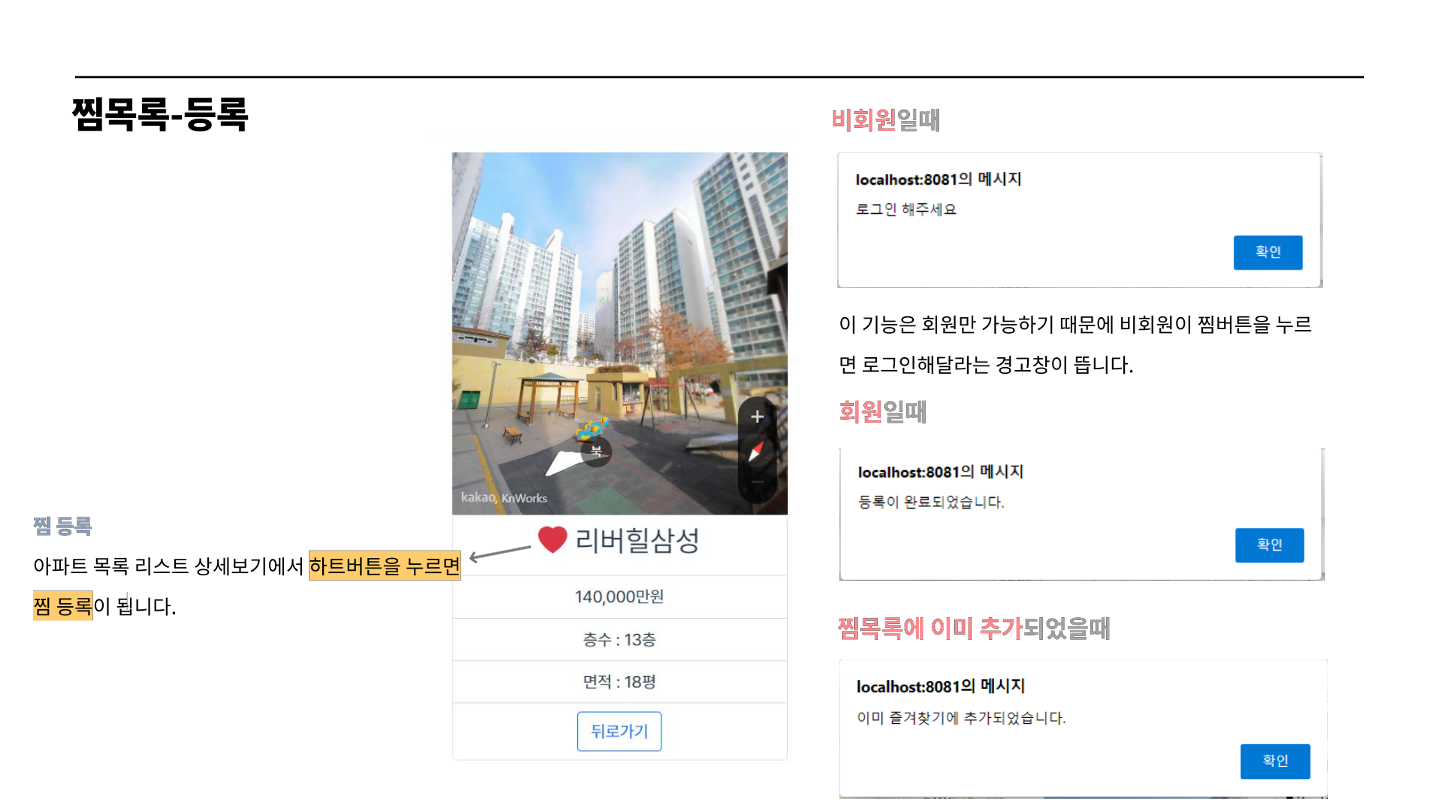 찜목록-등록
찜 등록
아파트 목록 리스트 상세보기에서 하트버튼을 누르면
찜 등록이 됩니다.
북
kakao, KnWorks
리버힐삼성
140,000만원
층수 : 13층
면적 : 18평
뒤로가기
비회원일때
localhost:8081의 메시지
로그인 해주세요
확인
이 기능은 회원만 가능하기 때문에 비회원이 찜버튼을 누르
면 로그인해달라는 경고창이 뜹니다.
회원일때
localhost:8081의 메시지
등록이 완료되었습니다.
확인
찜목록에 이미 추가되었을때
localhost:8081의 메시지
이미 즐겨찾기에 추가되었습니다.
확인